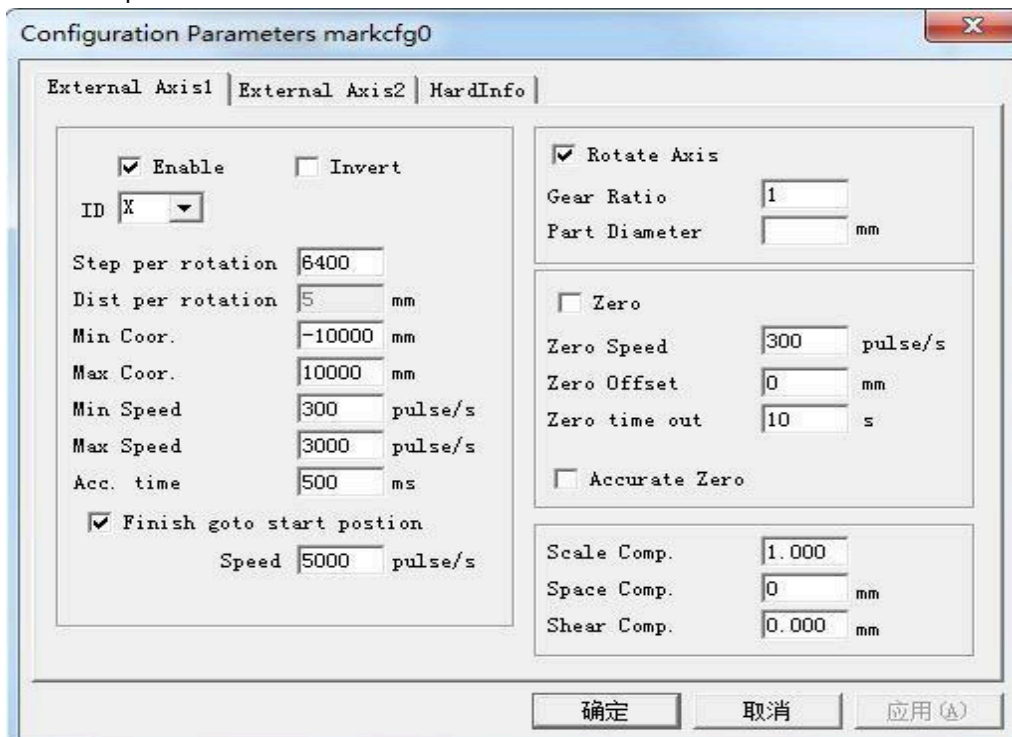 Configuration Parameters markcfg0
External Axis1 External Axis2 HardInfo
Enable Invert
ID X
Step per rotation 6400
Dist per rotation 5 mm
Min Coor. -10000 mm
Max Coor. 10000 mm
Min Speed 300 pulse/s
Max Speed 3000 pulse/s
Acc. time 500 ms
Finish goto start postion
Speed 5000 pulse/s
Rotate Axis
Gear Ratio 1
Part Diameter mm
Zero
Zero Speed 300 pulse/s
Zero Offset 0 mm
Zero time out 10 s
Accurate Zero
Scale Comp. 1.000
Space Comp. 0 mm
Shear Comp. 0.000 mm
确定 取消 应用(A)